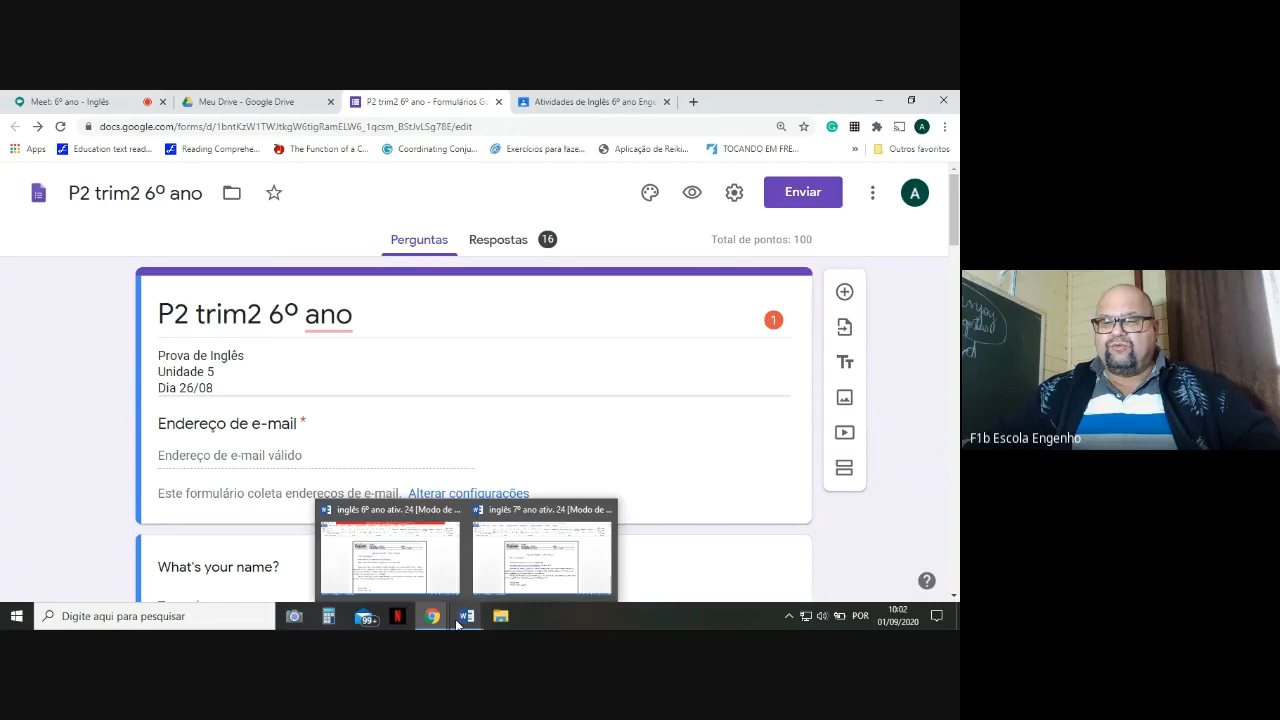 Meet: 6º ano - Inglês
Meu Drive - Google Drive
P2 trim2 6º ano - Formulários Go
Atividades de Inglês 6º ano Enge
docs.google.com/forms/d/1bntKzW1TWJtkgW6tigRamELW6_1qcsm_BStJvLSg78E/edit
A
Apps
Education text read...
Reading Comprehe...
The Function of a C...
Coordinating Conju...
Exercícios para faze...
Aplicação de Reiki...
TOCANDO EM FRE...
»
Outros favoritos
P2 trim2 6º ano
Enviar
A
Perguntas
Respostas
16
Total de pontos: 100
P2 trim2 6º ano
1
Prova de Inglês
Unidade 5
Dia 26/08
Endereço de e-mail *
Endereço de e-mail válido
Este formulário coleta endereços de e-mail. Alterar configurações
inglês 6º ano ativ. 24 [Modo de ...
inglês 7º ano ativ. 24 [Modo de ...
What's your name?
Digite aqui para pesquisar
99+
N
POR
10:02
01/09/2020
F1b Escola Engenho